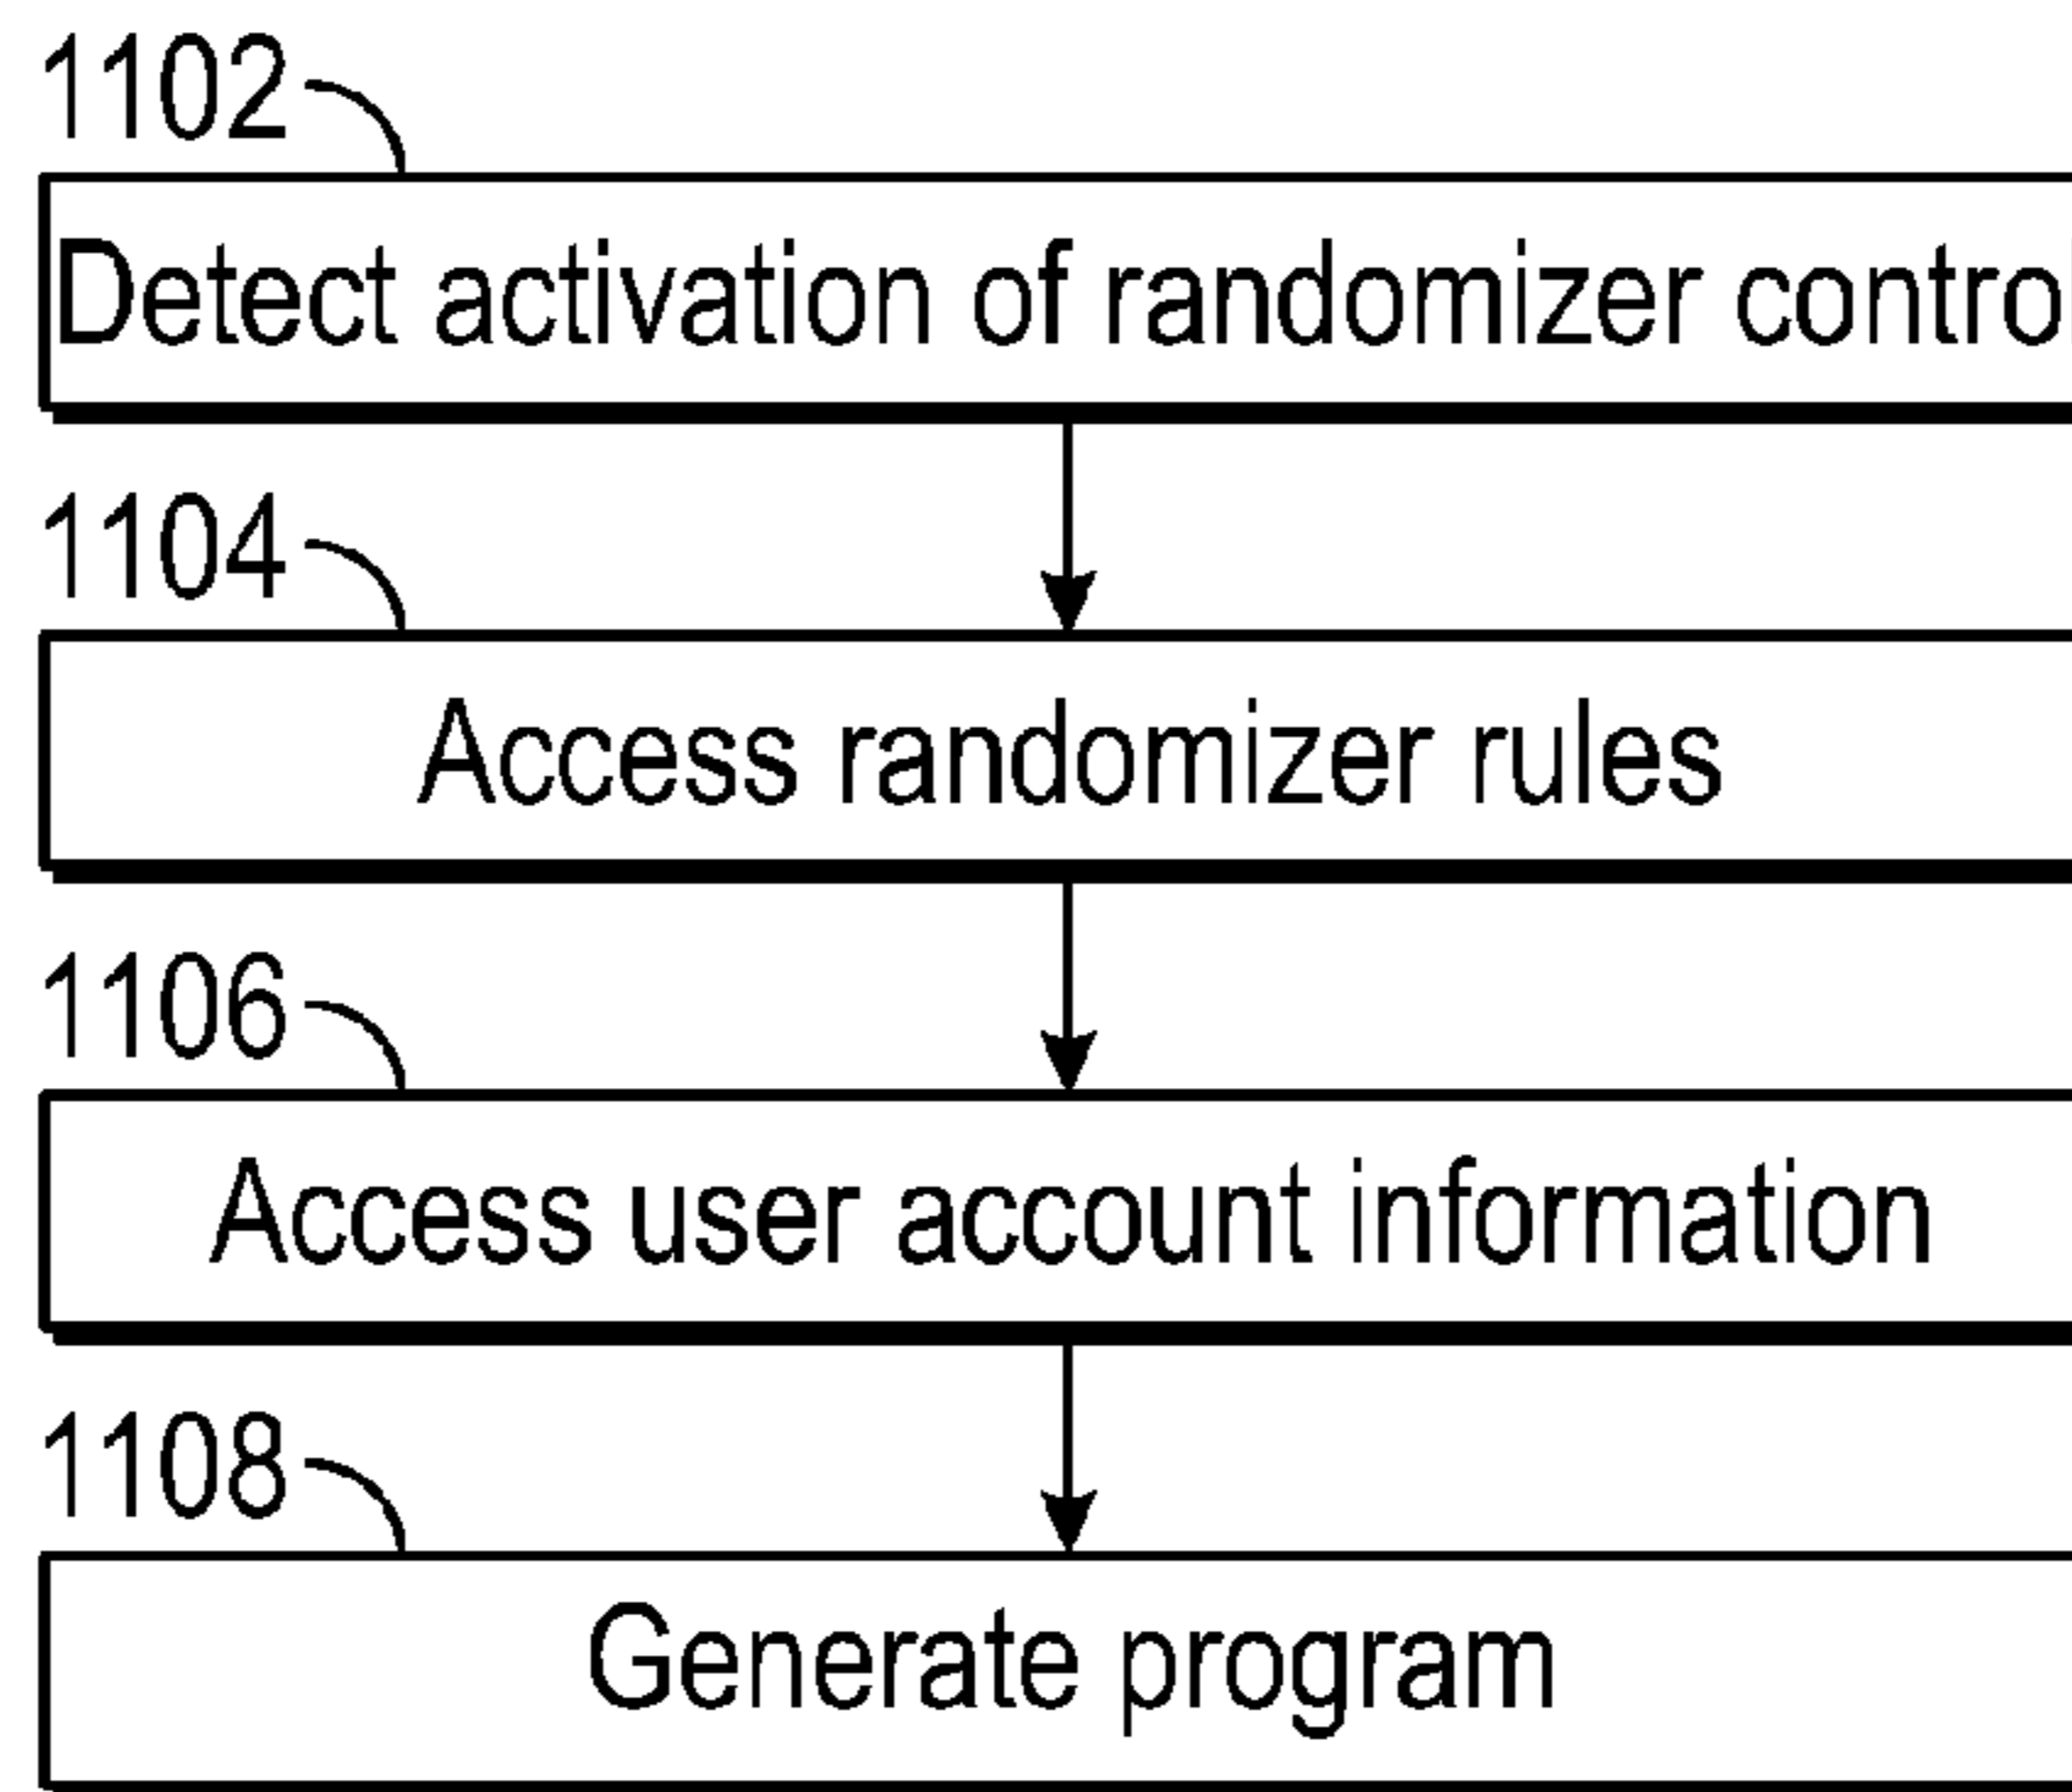 1102
Detect activation of randomizer control
1104
Access randomizer rules
1106
Access user account information
1108
Generate program